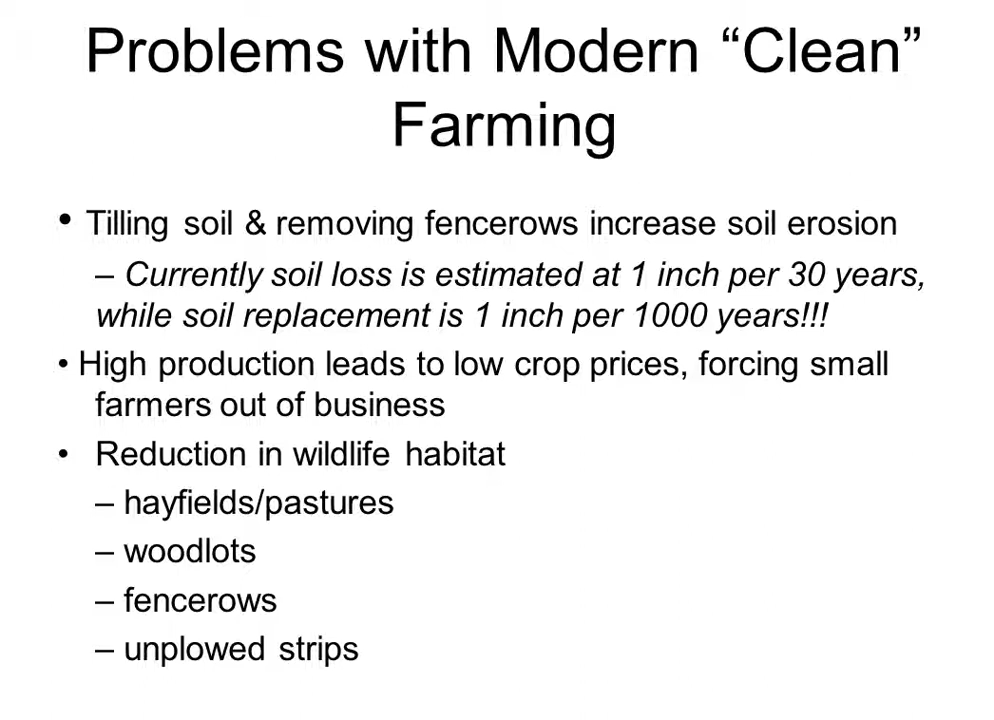 Problems with Modern “Clean”
Farming
• Tilling soil & removing fencerows increase soil erosion
– Currently soil loss is estimated at 1 inch per 30 years,
while soil replacement is 1 inch per 1000 years!!!
• High production leads to low crop prices, forcing small
farmers out of business
• Reduction in wildlife habitat
– hayfields/pastures
– woodlots
– fencerows
– unplowed strips